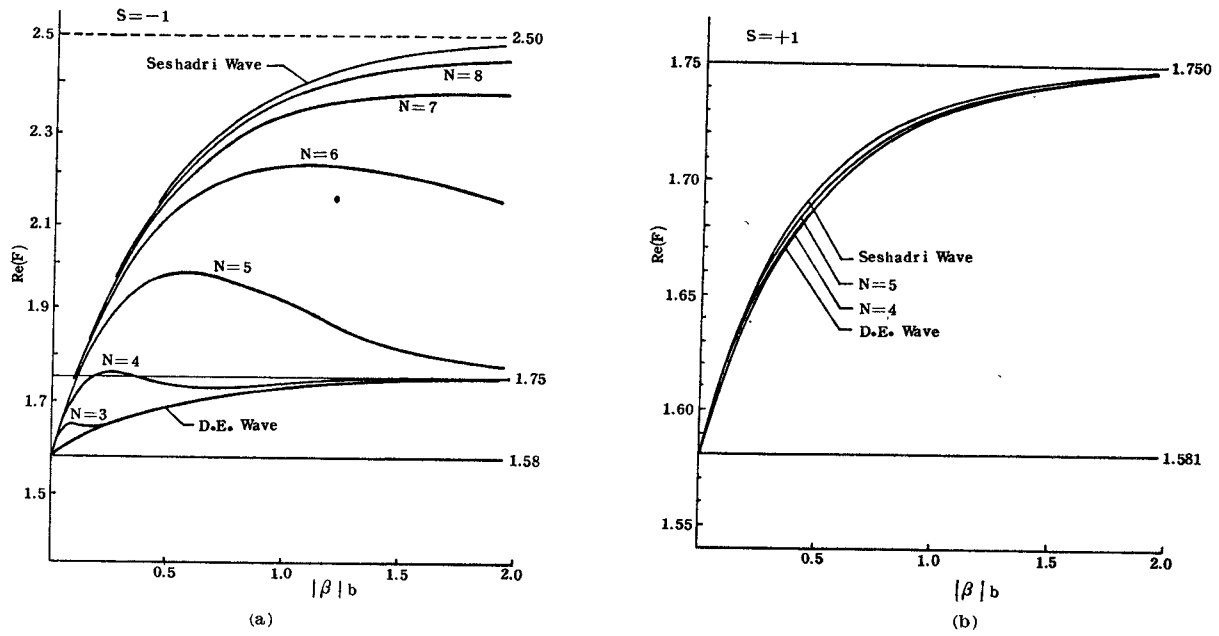 S=−1
2.5
2.50
Seshadri Wave
N=8
N=7
2.3
N=6
2.1
Re(F)
N=5
1.9
N=4
1.75
1.7
N=3
D.E. Wave
1.58
1.5
0.5
1.0
1.5
2.0
|β|b
(a)
S=+1
1.75
1.750
1.70
Re(F)
Seshadri Wave
N=5
1.65
N=4
D.E. Wave
1.60
1.581
1.55
0.5
1.0
1.5
2.0
|β|b
(b)